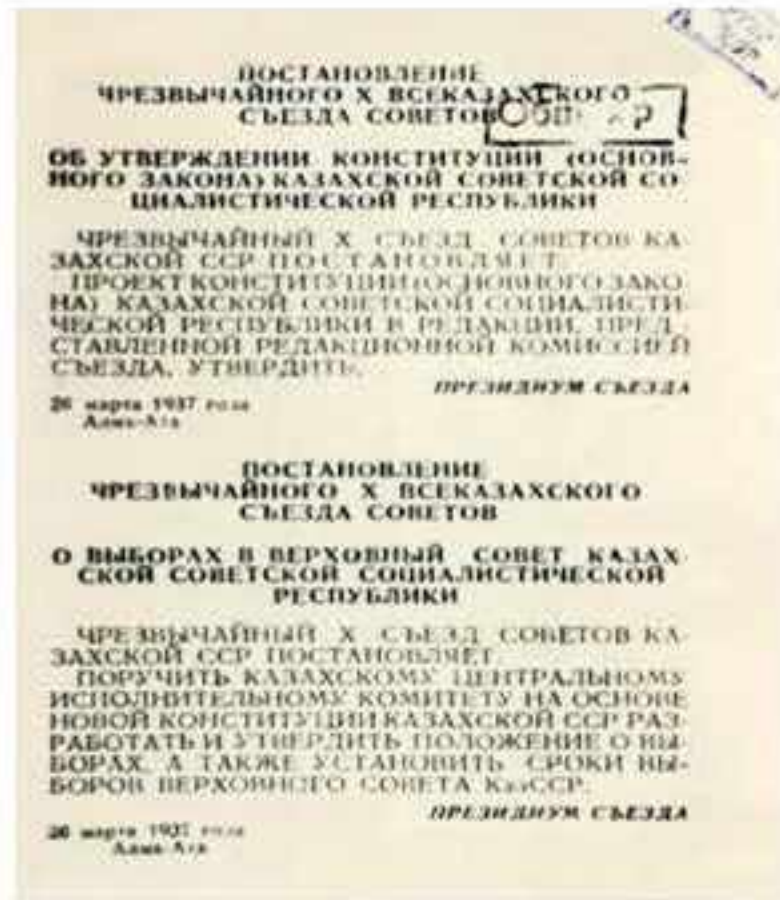 ПОСТАНОВЛЕНИЕ
ЧРЕЗВЫЧАЙНОГО X ВСЕКАЗАХСКОГО
СЪЕЗДА СОВЕТОВ
ОБ УТВЕРЖДЕНИИ КОНСТИТУЦИИ (ОСНОВ-
НОГО ЗАКОНА) КАЗАХСКОЙ СОВЕТСКОЙ СО
ЦИАЛИСТИЧЕСКОЙ РЕСПУБЛИКИ
ЧРЕЗВЫЧАЙНЫЙ X СЪЕЗД СОВЕТОВ КА-
ЗАХСКОЙ ССР ПОСТАНОВЛЯЕТ
ПРОЕКТ КОНСТИТУЦИИ (ОСНОВНОГО ЗАКО
НА) КАЗАХСКОЙ СОВЕТСКОЙ СОЦИАЛИСТИ-
ЧЕСКОЙ РЕСПУБЛИКИ В РЕДАКЦИИ, ПРЕД
СТАВЛЕННОЙ РЕДАКЦИОННОЙ КОМИССИЕЙ
СЪЕЗДА, УТВЕРДИТЬ.
ПРЕЗИДИУМ СЪЕЗДА
26 марта 1937 года
Алма-Ата
ПОСТАНОВЛЕНИЕ
ЧРЕЗВЫЧАЙНОГО X ВСЕКАЗАХСКОГО
СЪЕЗДА СОВЕТОВ
О ВЫБОРАХ В ВЕРХОВНЫЙ СОВЕТ КАЗАХ-
СКОЙ СОВЕТСКОЙ СОЦИАЛИСТИЧЕСКОЙ
РЕСПУБЛИКИ
ЧРЕЗВЫЧАЙНЫЙ X СЪЕЗД СОВЕТОВ КА-
ЗАХСКОЙ ССР ПОСТАНОВЛЯЕТ
ПОРУЧИТЬ КАЗАХСКОМУ ЦЕНТРАЛЬНОМУ
ИСПОЛНИТЕЛЬНОМУ КОМИТЕТУ НА ОСНОВЕ
НОВОЙ КОНСТИТУЦИИ КАЗАХСКОЙ ССР РАЗ-
РАБОТАТЬ И УТВЕРДИТЬ ПОЛОЖЕНИЕ О ВЫ-
БОРАХ, А ТАКЖЕ УСТАНОВИТЬ СРОКИ ВЫ-
БОРОВ ВЕРХОВНОГО СОВЕТА КазССР.
ПРЕЗИДИУМ СЪЕЗДА
26 марта 1937 года
Алма-Ата